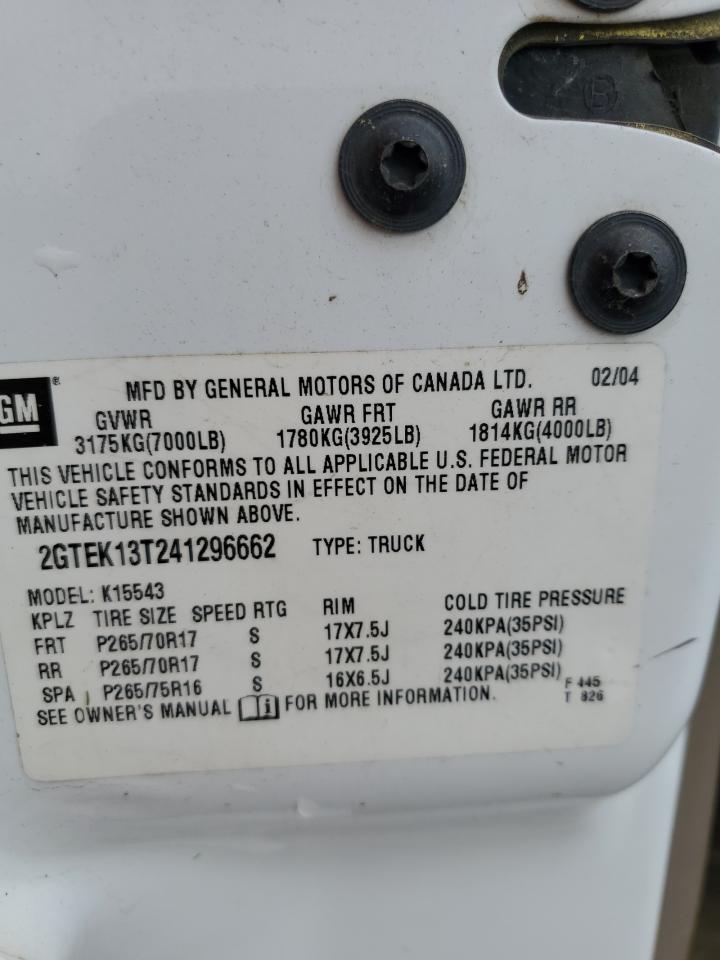 GM®
MFD BY GENERAL MOTORS OF CANADA LTD. 02/04
GVWR GAWR FRT GAWR RR
3175KG(7000LB) 1780KG(3925LB) 1814KG(4000LB)
THIS VEHICLE CONFORMS TO ALL APPLICABLE U.S. FEDERAL MOTOR
VEHICLE SAFETY STANDARDS IN EFFECT ON THE DATE OF
MANUFACTURE SHOWN ABOVE.
2GTEK13T241296662 TYPE: TRUCK
MODEL: K15543
KPLZ TIRE SIZE SPEED RTG RIM COLD TIRE PRESSURE
FRT P265/70R17 S 17X7.5J 240KPA(35PSI)
RR P265/70R17 S 17X7.5J 240KPA(35PSI)
SPA P265/75R16 S 16X6.5J 240KPA(35PSI)
SEE OWNER'S MANUAL FOR MORE INFORMATION.
F 445
T 826